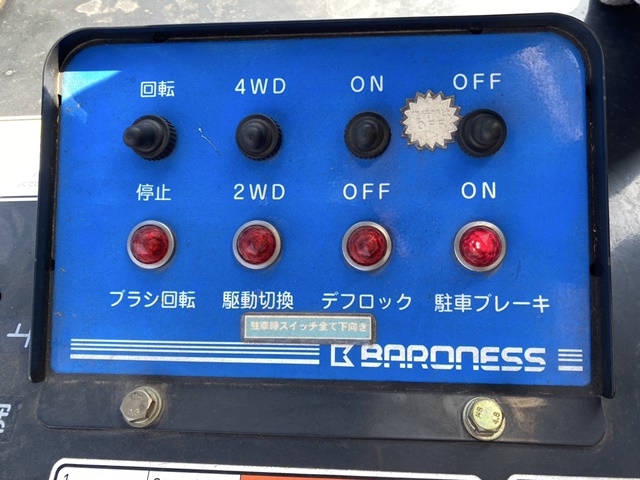 回転 4WD ON OFF
停止 2WD OFF ON
ブラシ回転 駆動切換 デフロック 駐車ブレーキ
駐車時スイッチ全て下向き
BARONESS
4.8